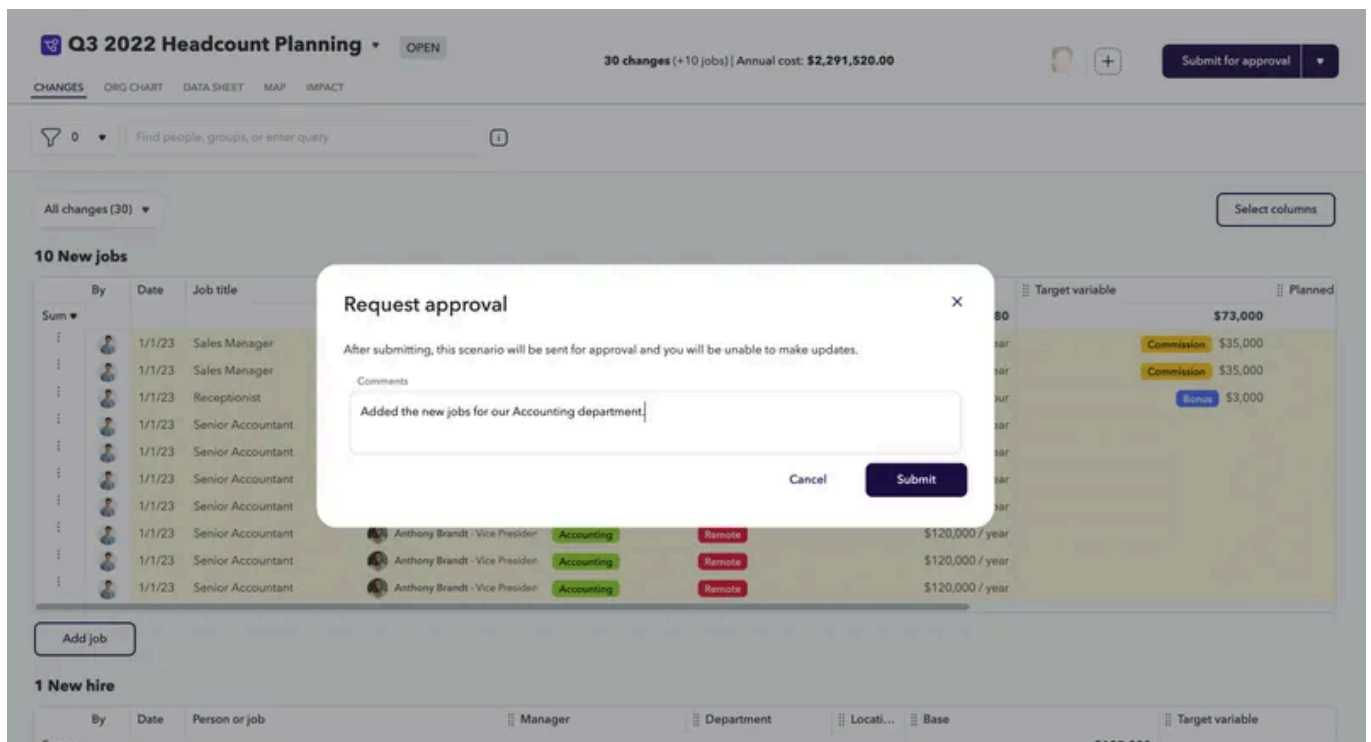 Q3 2022 Headcount Planning OPEN
30 changes (+10 jobs) | Annual cost: $2,291,520.00
Submit for approval
CHANGES ORG CHART DATA SHEET MAP IMPACT
0 Find people, groups, or enter query
All changes (30) Select columns
10 New jobs
By Date Job title Target variable Planned
Sum 80 $73,000
1/1/23 Sales Manager Commission $35,000
1/1/23 Sales Manager Commission $35,000
1/1/23 Receptionist Bonus $3,000
1/1/23 Senior Accountant
1/1/23 Senior Accountant
1/1/23 Senior Accountant
1/1/23 Senior Accountant
Request approval
After submitting, this scenario will be sent for approval and you will be unable to make updates.
Comments
Added the new jobs for our Accounting department.
Cancel Submit
1/1/23 Senior Accountant Anthony Brandt - Vice Presiden Accounting Remote $120,000 / year
1/1/23 Senior Accountant Anthony Brandt - Vice Presiden Accounting Remote $120,000 / year
1/1/23 Senior Accountant Anthony Brandt - Vice Presiden Accounting Remote $120,000 / year
Add job
1 New hire
By Date Person or job Manager Department Locati... Base Target variable